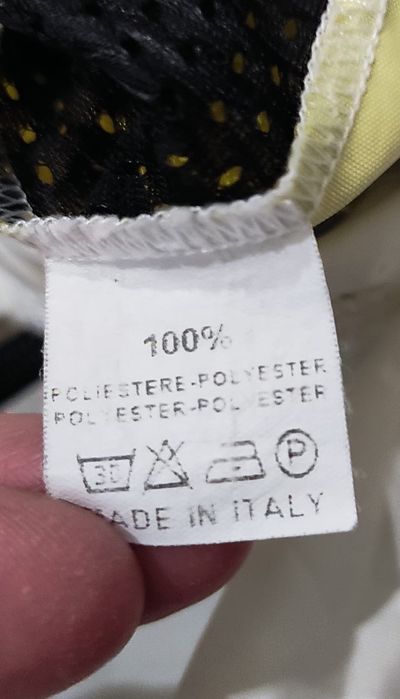 100%
POLIESTERE-POLYESTER
POLYESTER-POLYESTER
30 P
MADE IN ITALY